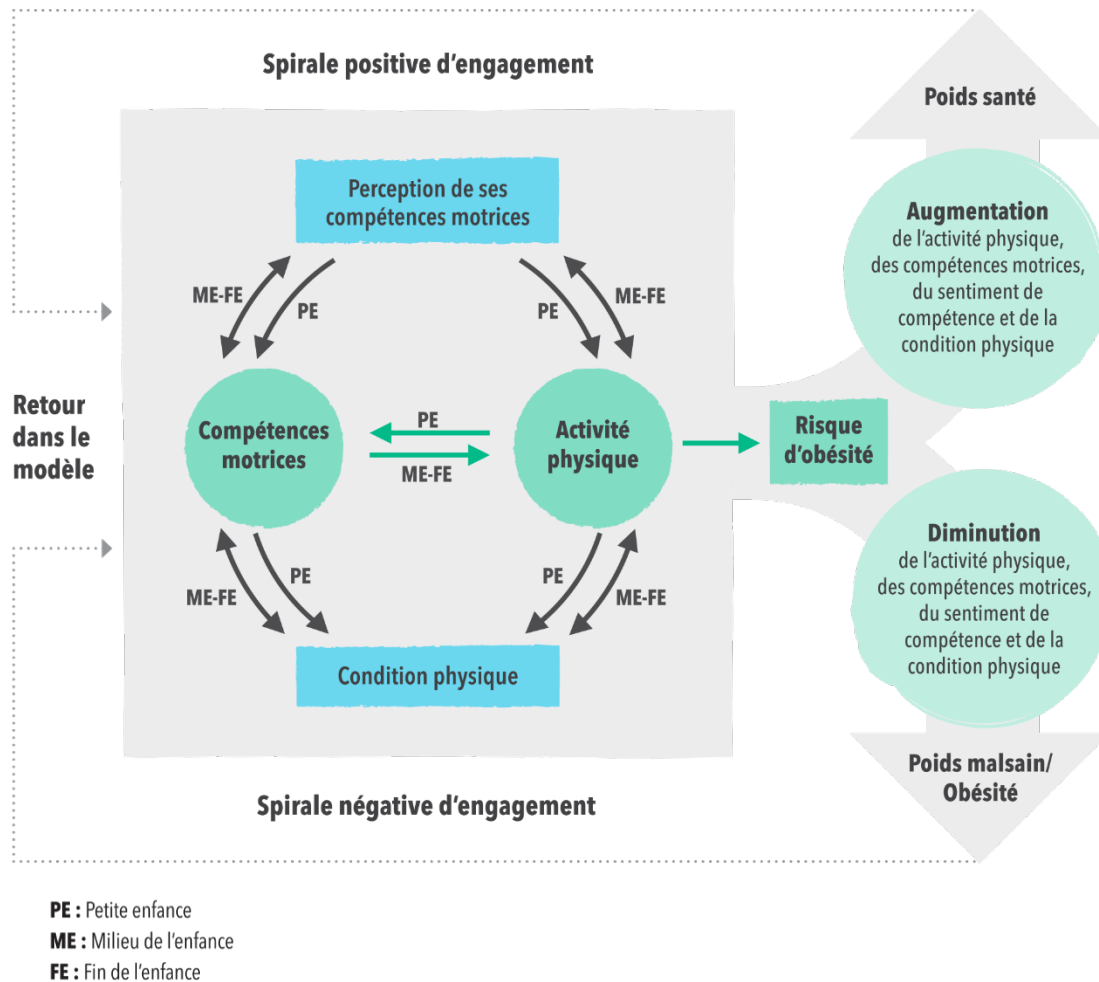 Spirale positive d’engagement
Poids santé
Perception de ses
compétences motrices
Augmentation
de l’activité physique,
des compétences motrices,
du sentiment de
compétence et de la
condition physique
ME-FE
PE
PE
ME-FE
Retour
dans le
modèle
Compétences
motrices
PE
ME-FE
Activité
physique
Risque
d’obésité
Diminution
de l’activité physique,
des compétences motrices,
du sentiment de
compétence et de la
condition physique
ME-FE
PE
PE
ME-FE
Condition physique
Poids malsain/
Obésité
Spirale négative d’engagement
PE : Petite enfance
ME : Milieu de l’enfance
FE : Fin de l’enfance